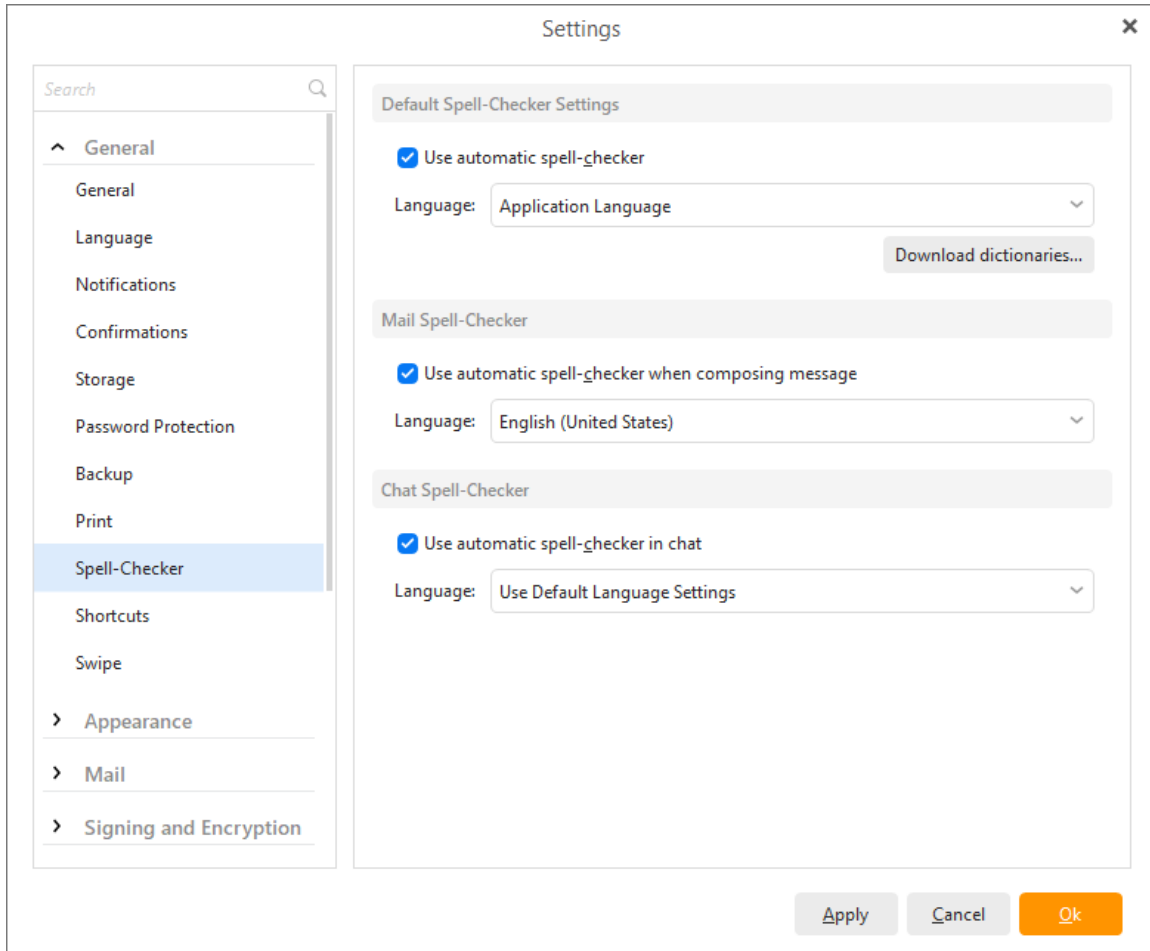 Settings
Search
General
General
Language
Notifications
Confirmations
Storage
Password Protection
Backup
Print
Spell-Checker
Shortcuts
Swipe
Appearance
Mail
Signing and Encryption
Default Spell-Checker Settings
Use automatic spell-checker
Language: Application Language
Download dictionaries...
Mail Spell-Checker
Use automatic spell-checker when composing message
Language: English (United States)
Chat Spell-Checker
Use automatic spell-checker in chat
Language: Use Default Language Settings
Apply Cancel Ok